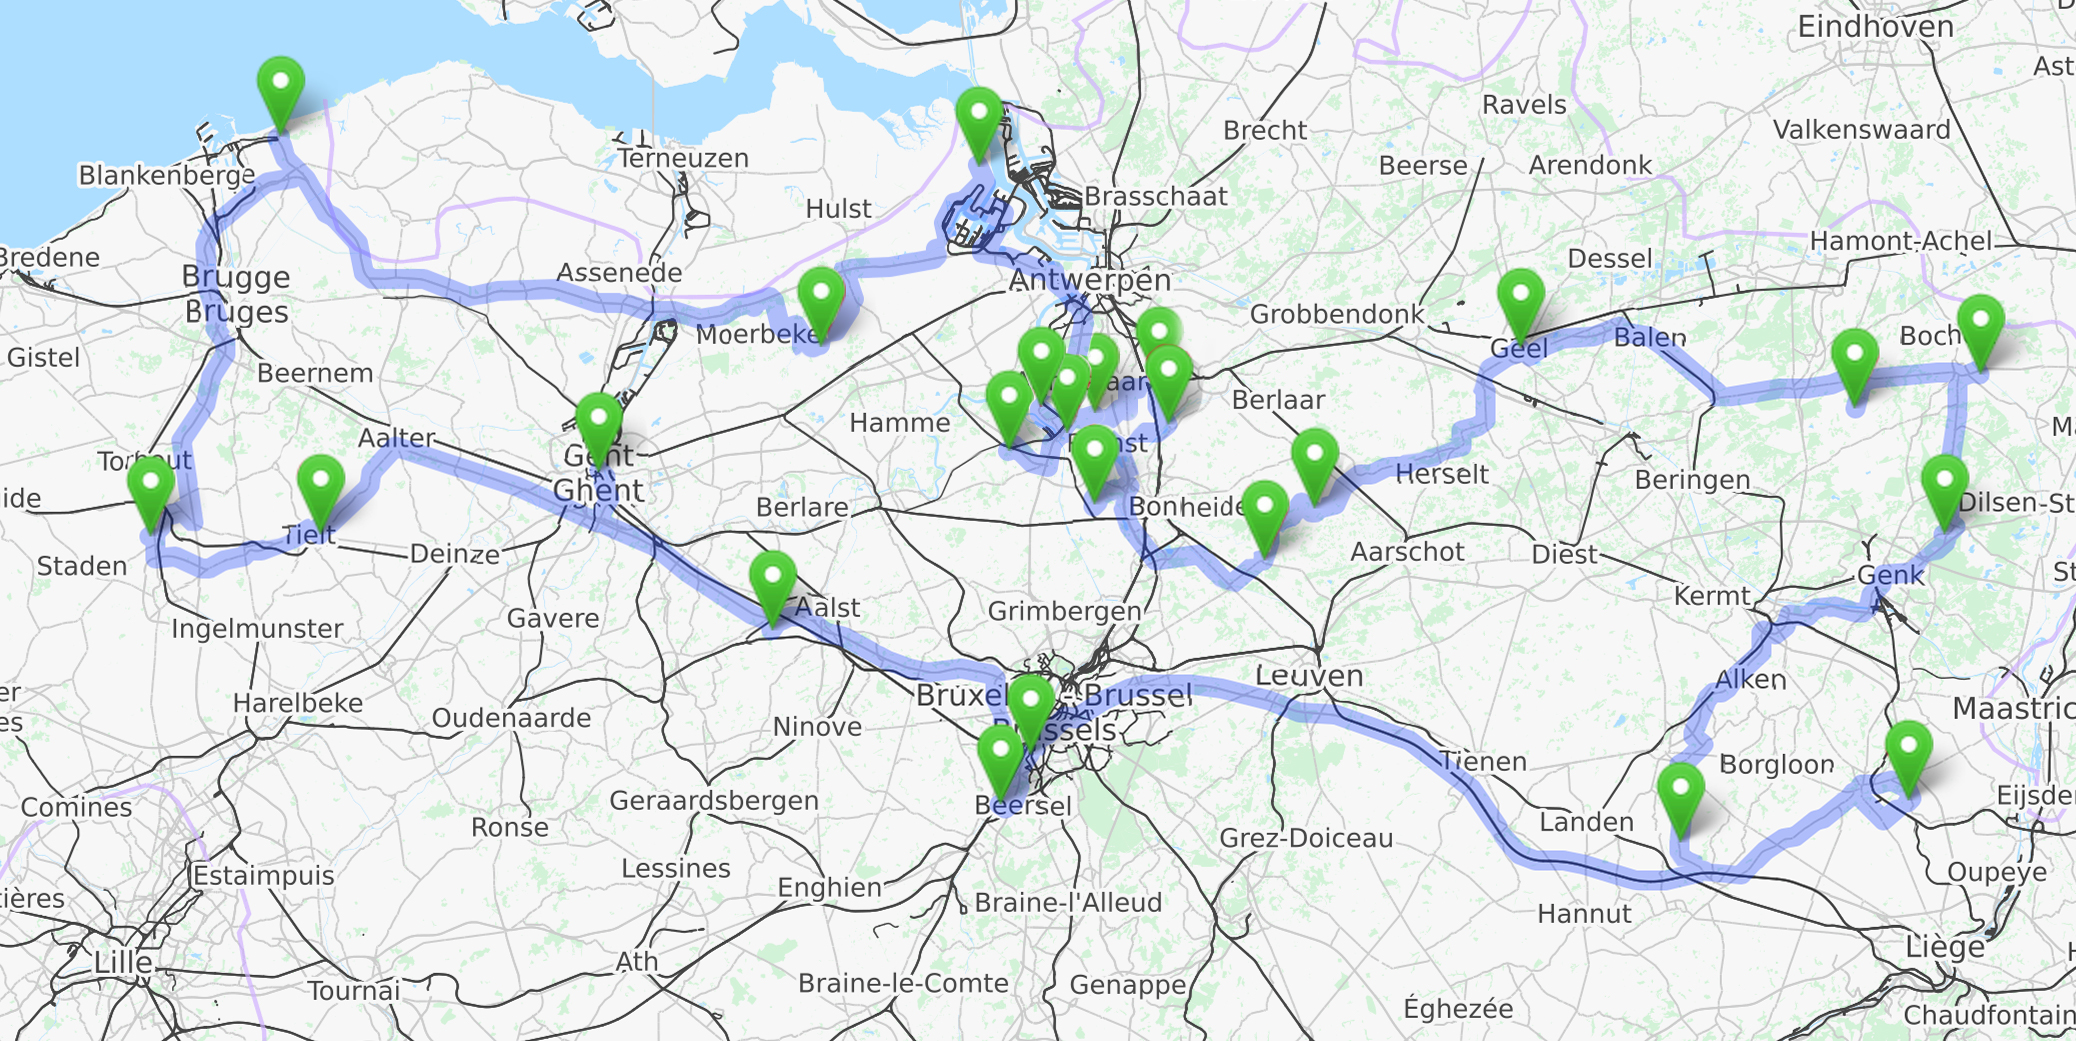 Eindhoven
Ast
Ravels
Brecht
Valkenswaard
Terneuzen
Beerse
Arendonk
Blankenberge
Brasschaat
Hulst
Hamont-Achel
Bredene
Dessel
Assenede
Brugge
Antwerpen
Bruges
Grobbendonk
Moerbeke
Boch
Balen
Geel
Gistel
Beernem
Berlaar
Hamme
Aalter
Torhout
Gent
Herselt
Beringen
Ghent
Dilsen-St
ide
Berlare
Bonheide
Tielt
Deinze
Aarschot
Diest
Staden
Genk
St
Kermt
Aalst
Grimbergen
Gavere
Ingelmunster
Leuven
Alken
er
Bruxel
- Brussel
Harelbeke
Maastric
Oudenaarde
es
Ninove
ssels
Tienen
Borgloon
Eijsde
Geraardsbergen
Beersel
Comines
Landen
Ronse
Grez-Doiceau
Lessines
Oupeye
Estaimpuis
Enghien
ières
Braine-l'Alleud
Hannut
Liège
Lille
Ath
Braine-le-Comte
Genappe
Tournai
Éghezée
Chaudfontain